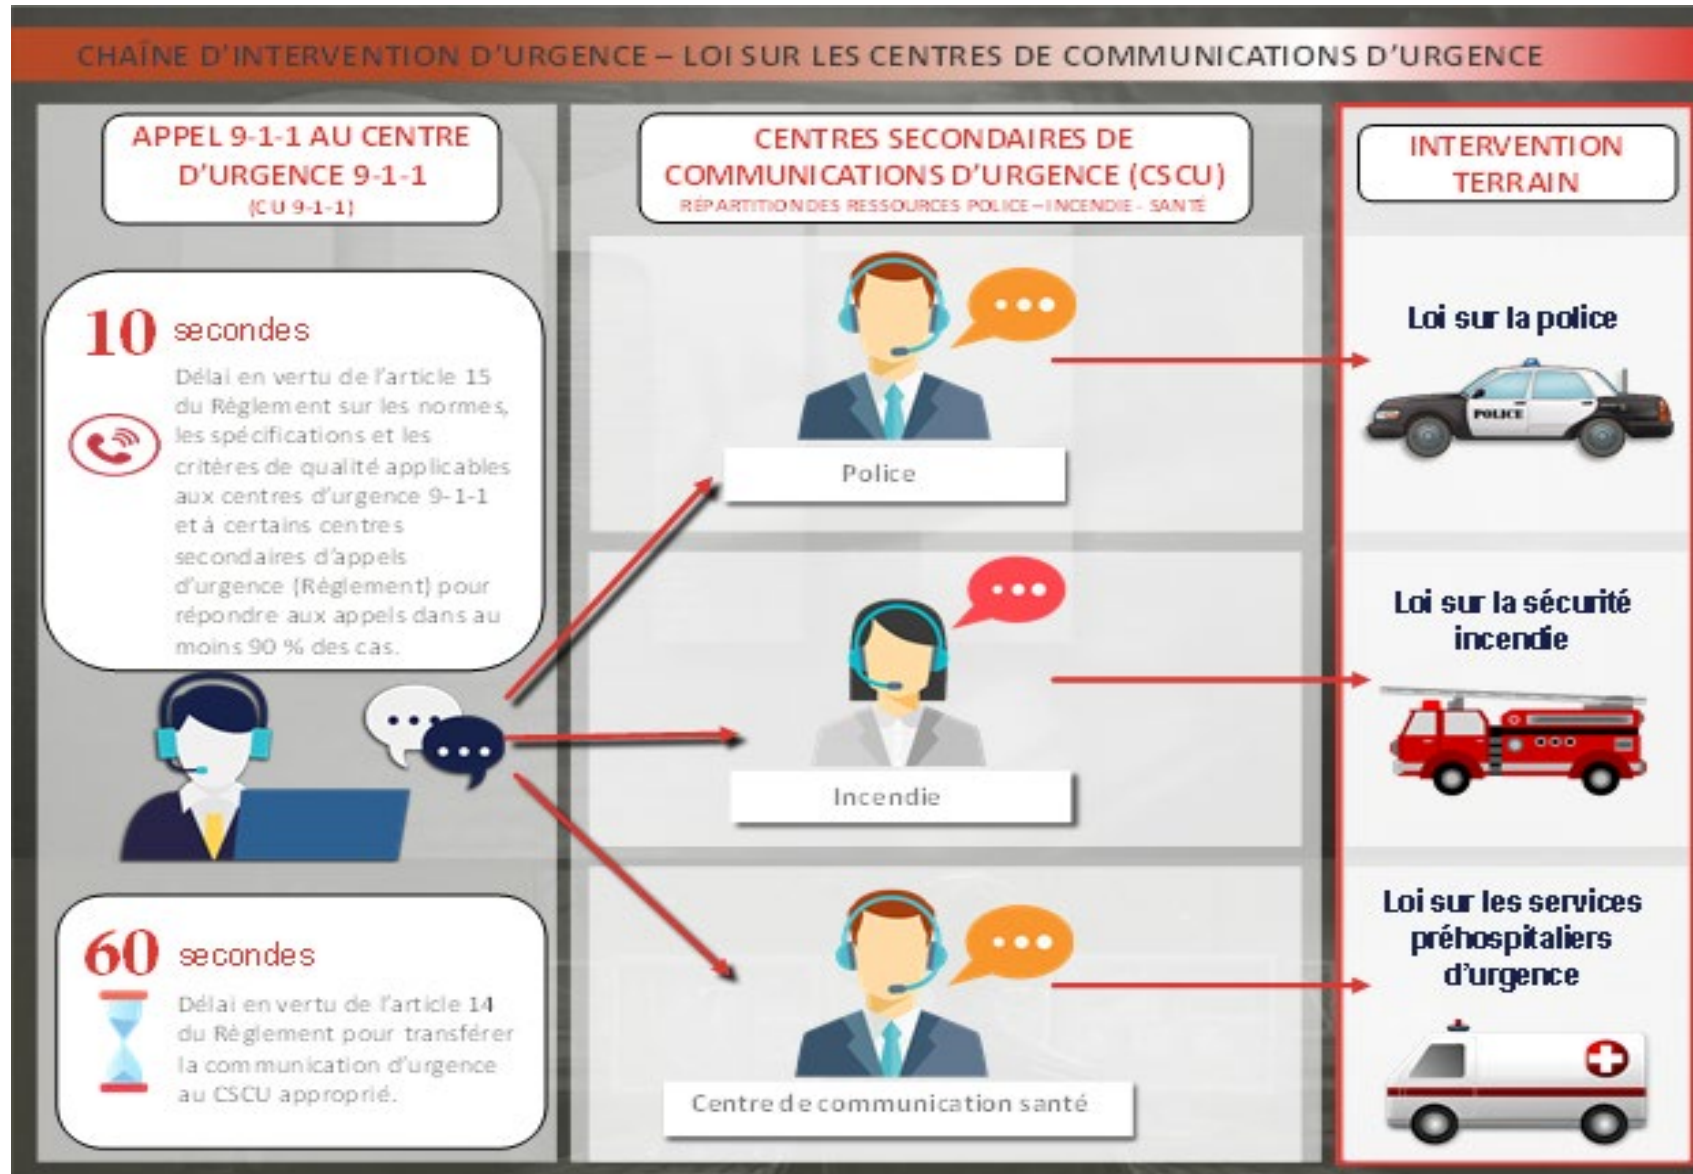 CHAÎNE D'INTERVENTION D'URGENCE – LOI SUR LES CENTRES DE COMMUNICATIONS D'URGENCE
APPEL 9-1-1 AU CENTRE
D'URGENCE 9-1-1
(CU 9-1-1)
10 secondes
Délai en vertu de l'article 15
du Règlement sur les normes,
les spécifications et les
critères de qualité applicables
aux centres d'urgence 9-1-1
et à certains centres
secondaires d'appels
d'urgence (Règlement) pour
répondre aux appels dans au
moins 90 % des cas.
60 secondes
Délai en vertu de l'article 14
du Règlement pour transférer
la communication d'urgence
au CSCU approprié.
CENTRES SECONDAIRES DE
COMMUNICATIONS D'URGENCE (CSCU)
RÉPARTITION DES RESSOURCES POLICE – INCENDIE - SANTÉ
Police
Incendie
Centre de communication santé
INTERVENTION
TERRAIN
Loi sur la police
POLICE
Loi sur la sécurité
incendie
Loi sur les services
préhospitaliers
d'urgence